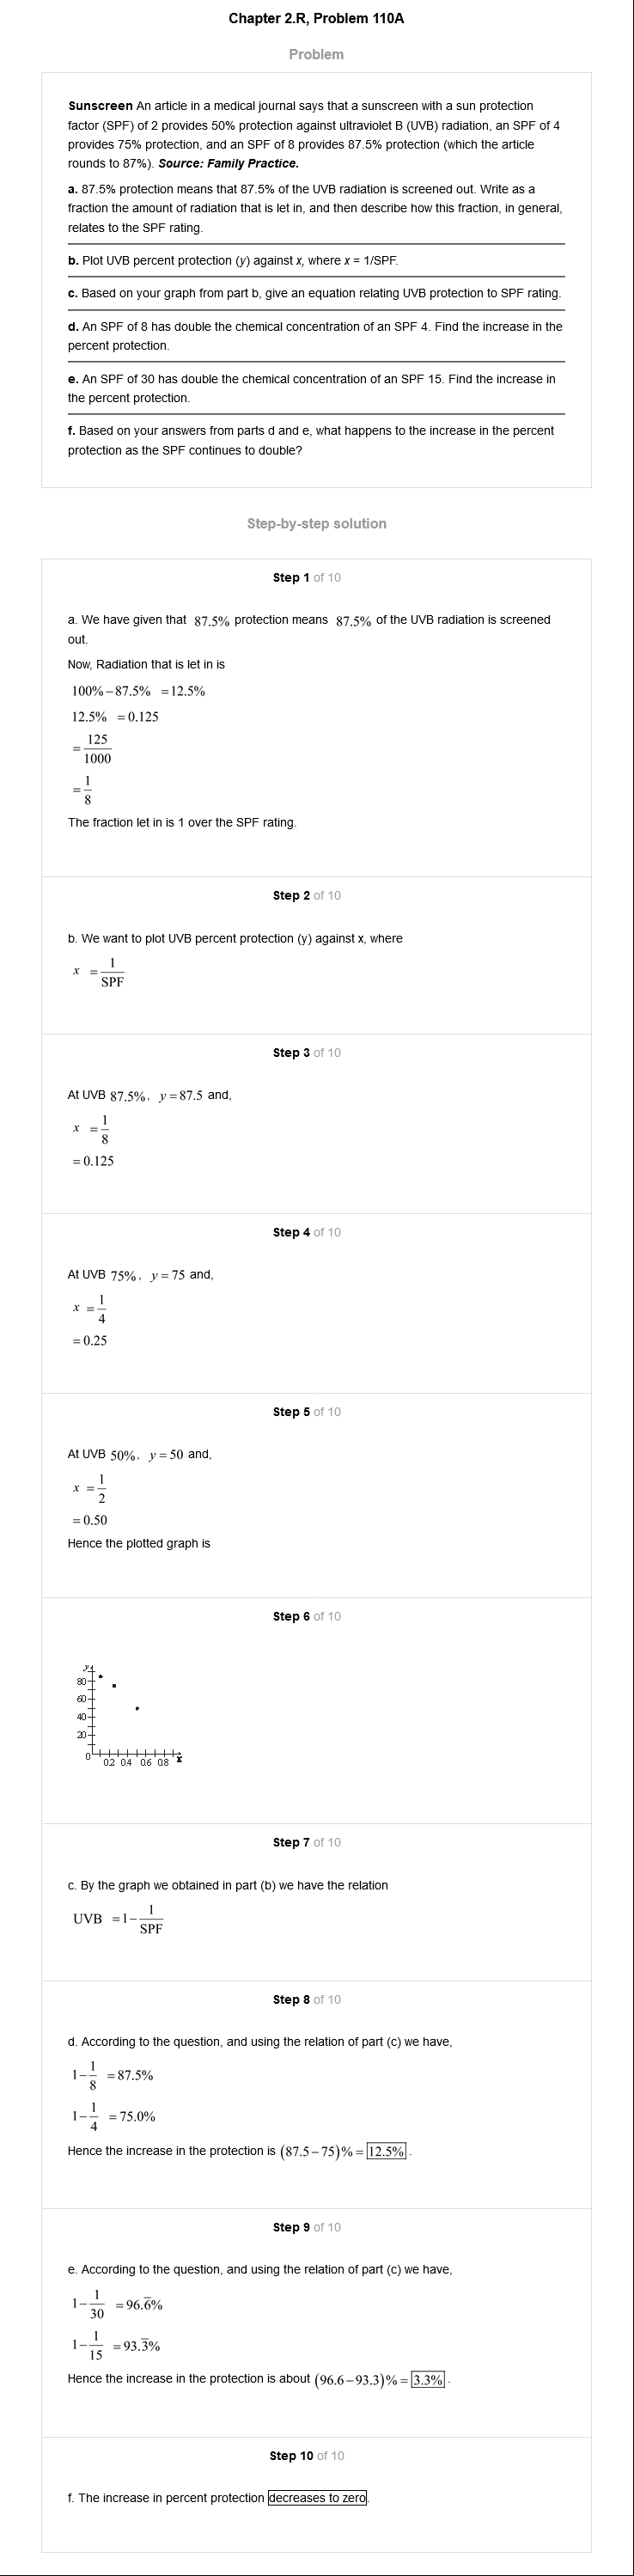 Chapter 2.R, Problem 110A
Problem
Sunscreen An article in a medical journal says that a sunscreen with a sun protection
factor (SPF) of 2 provides 50% protection against ultraviolet B (UVB) radiation, an SPF of 4
provides 75% protection, and an SPF of 8 provides 87.5% protection (which the article
rounds to 87%). Source: Family Practice.
a. 87.5% protection means that 87.5% of the UVB radiation is screened out. Write as a
fraction the amount of radiation that is let in, and then describe how this fraction, in general,
relates to the SPF rating.
b. Plot UVB percent protection (y) against x, where x = 1/SPF.
c. Based on your graph from part b, give an equation relating UVB protection to SPF rating.
d. An SPF of 8 has double the chemical concentration of an SPF 4. Find the increase in the
percent protection.
e. An SPF of 30 has double the chemical concentration of an SPF 15. Find the increase in
the percent protection.
f. Based on your answers from parts d and e, what happens to the increase in the percent
protection as the SPF continues to double?
Step-by-step solution
Step 1 of 10
a. We have given that 87.5% protection means 87.5% of the UVB radiation is screened
out.
Now, Radiation that is let in is
100% − 87.5% = 12.5%
12.5% = 0.125
= 125/1000
= 1/8
The fraction let in is 1 over the SPF rating.
Step 2 of 10
b. We want to plot UVB percent protection (y) against x, where
x = 1/SPF
Step 3 of 10
At UVB 87.5%, y = 87.5 and,
x = 1/8
= 0.125
Step 4 of 10
At UVB 75%, y = 75 and,
x = 1/4
= 0.25
Step 5 of 10
At UVB 50%, y = 50 and,
x = 1/2
= 0.50
Hence the plotted graph is
Step 6 of 10
y
80
60
40
20
0
0.2 0.4 0.6 0.8 x
Step 7 of 10
c. By the graph we obtained in part (b) we have the relation
UVB = 1 − 1/SPF
Step 8 of 10
d. According to the question, and using the relation of part (c) we have,
1 − 1/8 = 87.5%
1 − 1/4 = 75.0%
Hence the increase in the protection is (87.5 − 75)% = 12.5%.
Step 9 of 10
e. According to the question, and using the relation of part (c) we have,
1 − 1/30 = 96.6̅%
1 − 1/15 = 93.3̅%
Hence the increase in the protection is about (96.6 − 93.3)% = 3.3%.
Step 10 of 10
f. The increase in percent protection decreases to zero.